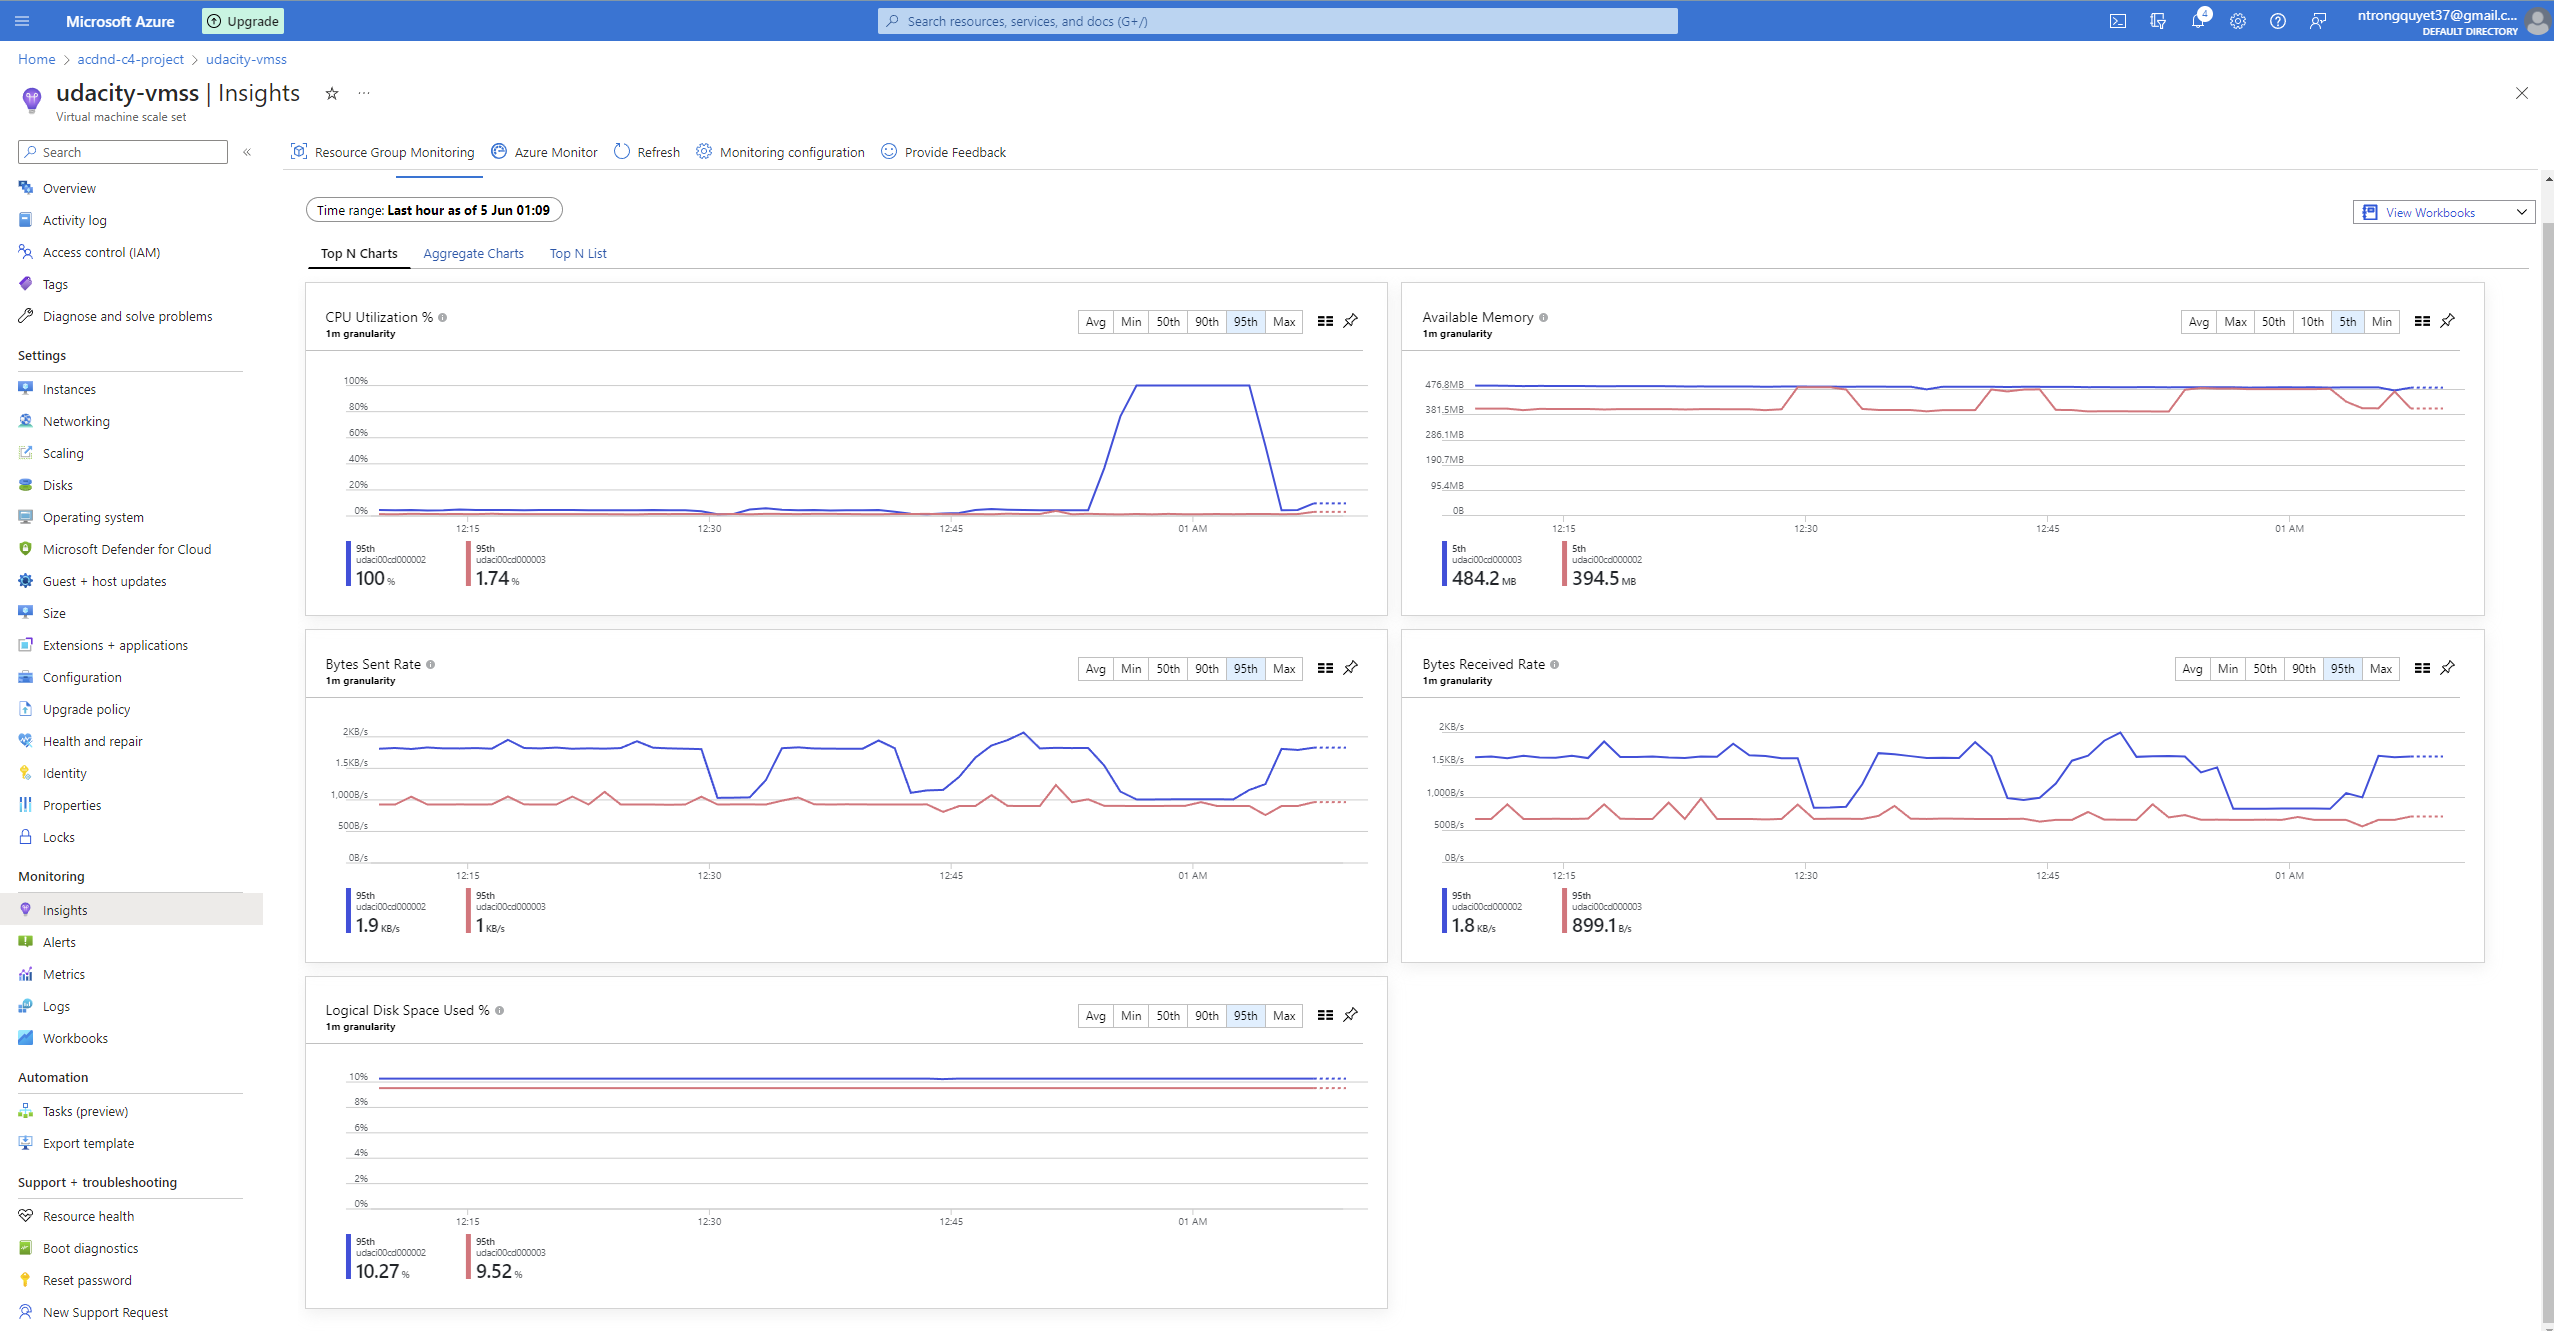 Microsoft Azure
Upgrade
Search resources, services, and docs (G+/)
4
ntrongquyet37@gmail.c...
DEFAULT DIRECTORY
Home > acdnd-c4-project > udacity-vmss
udacity-vmss | Insights
Virtual machine scale set
Search
Overview
Activity log
Access control (IAM)
Tags
Diagnose and solve problems
Settings
Instances
Networking
Scaling
Disks
Operating system
Microsoft Defender for Cloud
Guest + host updates
Size
Extensions + applications
Configuration
Upgrade policy
Health and repair
Identity
Properties
Locks
Monitoring
Insights
Alerts
Metrics
Logs
Workbooks
Automation
Tasks (preview)
Export template
Support + troubleshooting
Resource health
Boot diagnostics
Reset password
New Support Request
Resource Group Monitoring Azure Monitor Refresh Monitoring configuration Provide Feedback
Time range: Last hour as of 5 Jun 01:09
View Workbooks
Top N Charts Aggregate Charts Top N List
CPU Utilization %
1m granularity
Avg Min 50th 90th 95th Max
100%
80%
60%
40%
20%
0%
12:15 12:30 12:45 01 AM
95th
udaci00cd000002
100 %
95th
udaci00cd000003
1.74 %
Available Memory
1m granularity
Avg Max 50th 10th 5th Min
476.8MB
381.5MB
286.1MB
190.7MB
95.4MB
0B
12:15 12:30 12:45 01 AM
5th
udaci00cd000003
484.2 MB
5th
udaci00cd000002
394.5 MB
Bytes Sent Rate
1m granularity
Avg Min 50th 90th 95th Max
2KB/s
1.5KB/s
1,000B/s
500B/s
0B/s
12:15 12:30 12:45 01 AM
95th
udaci00cd000002
1.9 KB/s
95th
udaci00cd000003
1 KB/s
Bytes Received Rate
1m granularity
Avg Min 50th 90th 95th Max
2KB/s
1.5KB/s
1,000B/s
500B/s
0B/s
12:15 12:30 12:45 01 AM
95th
udaci00cd000002
1.8 KB/s
95th
udaci00cd000003
899.1 B/s
Logical Disk Space Used %
1m granularity
Avg Min 50th 90th 95th Max
10%
8%
6%
4%
2%
0%
12:15 12:30 12:45 01 AM
95th
udaci00cd000002
10.27 %
95th
udaci00cd000003
9.52 %